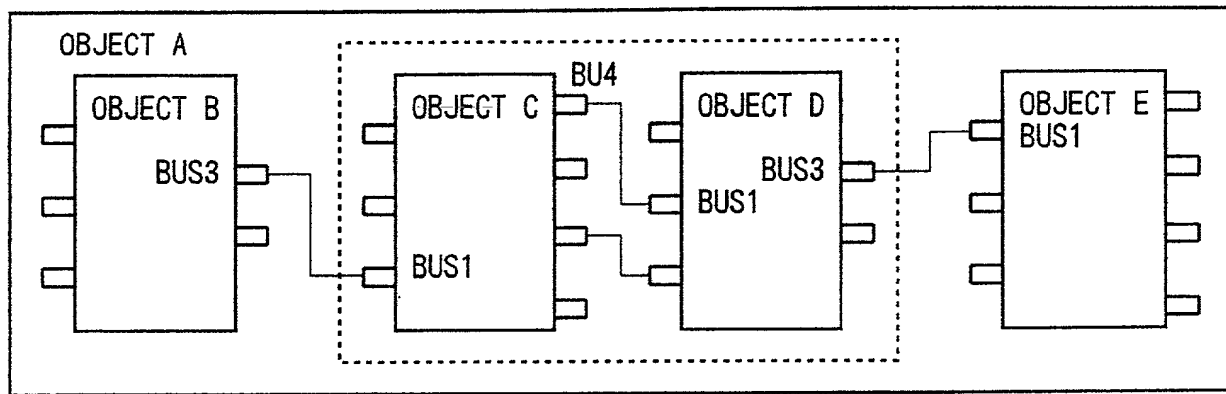 OBJECT A
OBJECT B
BUS3
OBJECT C
BU4
BUS1
OBJECT D
BUS3
BUS1
OBJECT E
BUS1